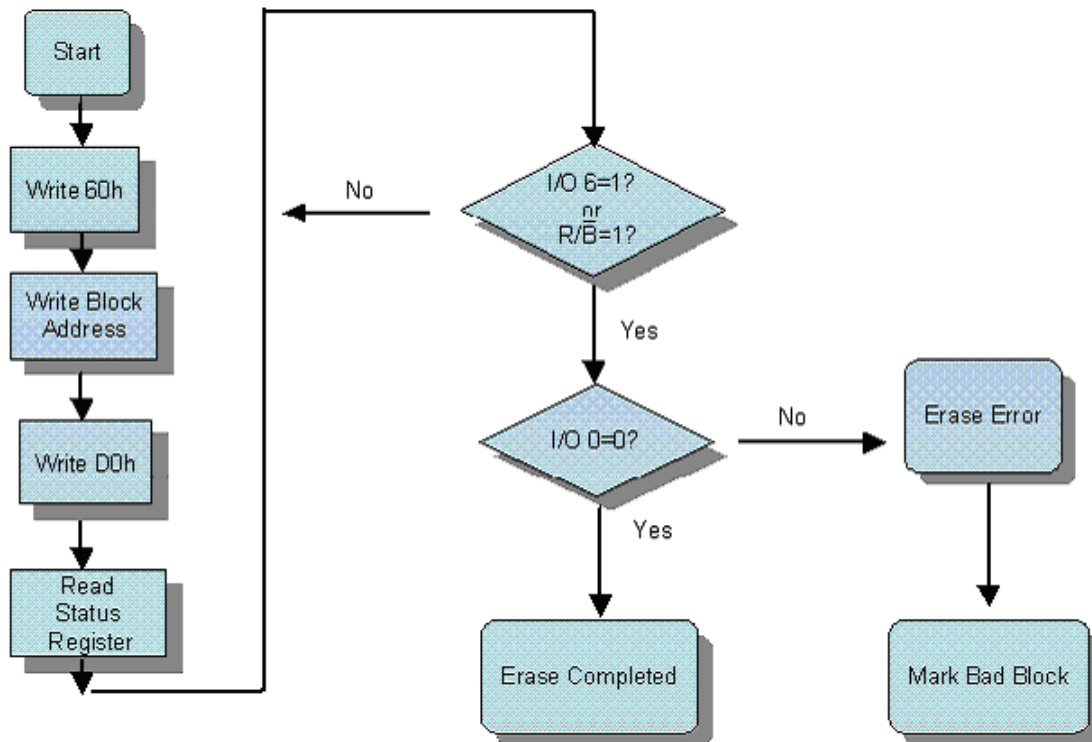 Start
Write 60h
Write Block
Address
Write D0h
Read
Status
Register
I/O 6=1?
or
R/B̅=1?
No
Yes
I/O 0=0?
No
Yes
Erase Error
Erase Completed
Mark Bad Block